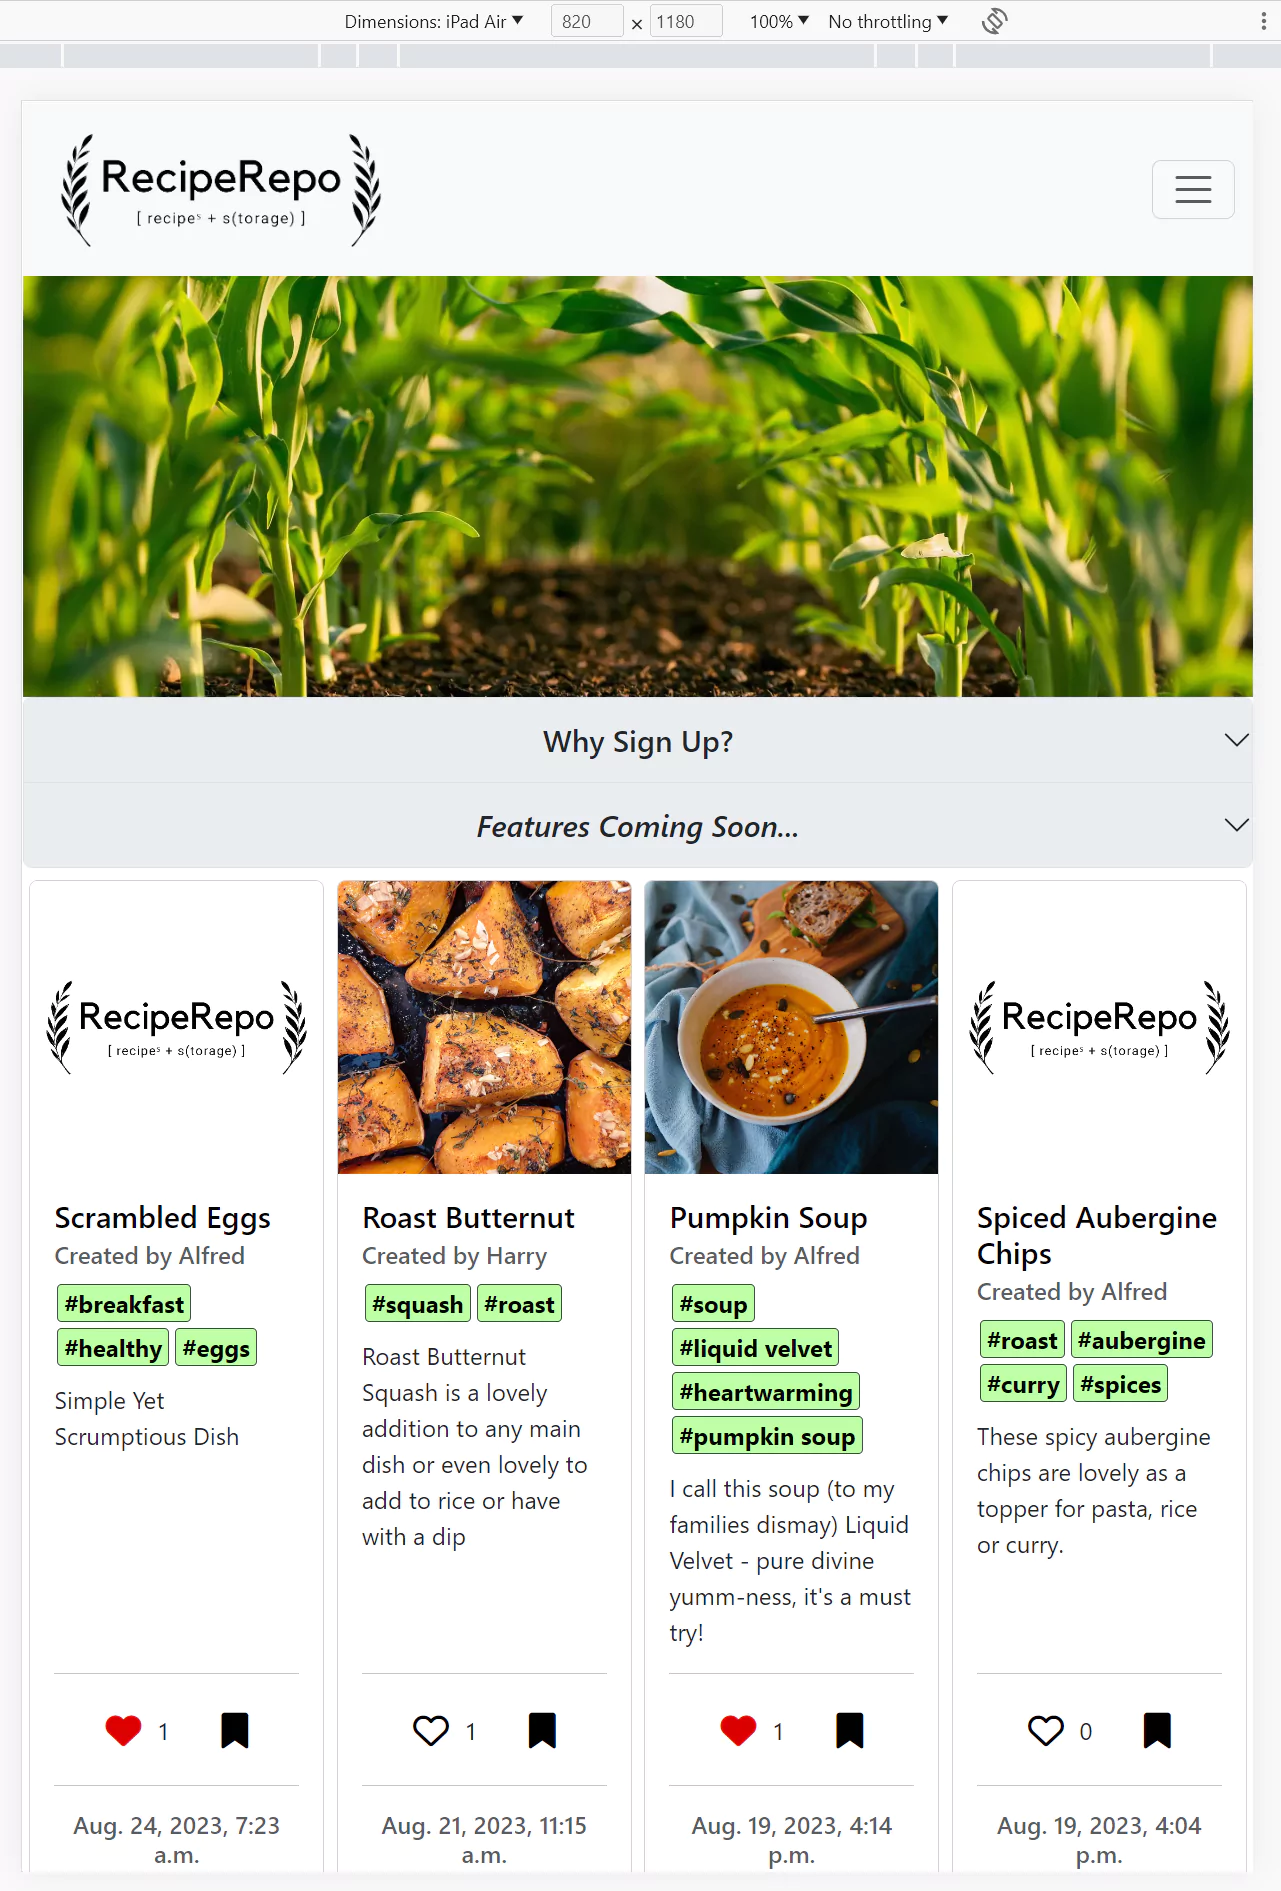 Dimensions: iPad Air ▼ 820 × 1180 100% ▼ No throttling ▼
RecipeRepo
[ recipeˢ + s(torage) ]
Why Sign Up?
Features Coming Soon...
RecipeRepo
[ recipeˢ + s(torage) ]
Scrambled Eggs
Created by Alfred
#breakfast
#healthy #eggs
Simple Yet
Scrumptious Dish
1
Aug. 24, 2023, 7:23
a.m.
Roast Butternut
Created by Harry
#squash #roast
Roast Butternut
Squash is a lovely
addition to any main
dish or even lovely to
add to rice or have
with a dip
1
Aug. 21, 2023, 11:15
a.m.
Pumpkin Soup
Created by Alfred
#soup
#liquid velvet
#heartwarming
#pumpkin soup
I call this soup (to my
families dismay) Liquid
Velvet - pure divine
yumm-ness, it's a must
try!
1
Aug. 19, 2023, 4:14
p.m.
RecipeRepo
[ recipeˢ + s(torage) ]
Spiced Aubergine
Chips
Created by Alfred
#roast #aubergine
#curry #spices
These spicy aubergine
chips are lovely as a
topper for pasta, rice
or curry.
0
Aug. 19, 2023, 4:04
p.m.